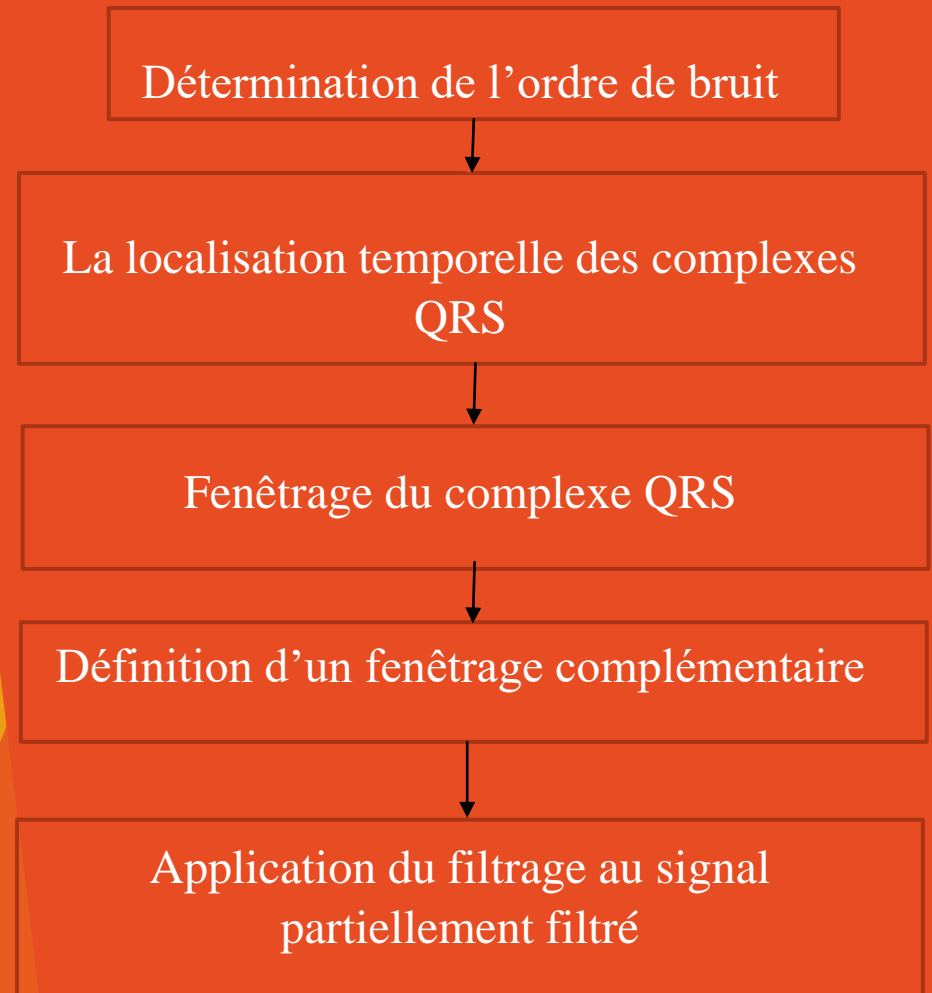 Détermination de l’ordre de bruit
La localisation temporelle des complexes
QRS
Fenêtrage du complexe QRS
Définition d’un fenêtrage complémentaire
Application du filtrage au signal
partiellement filtré